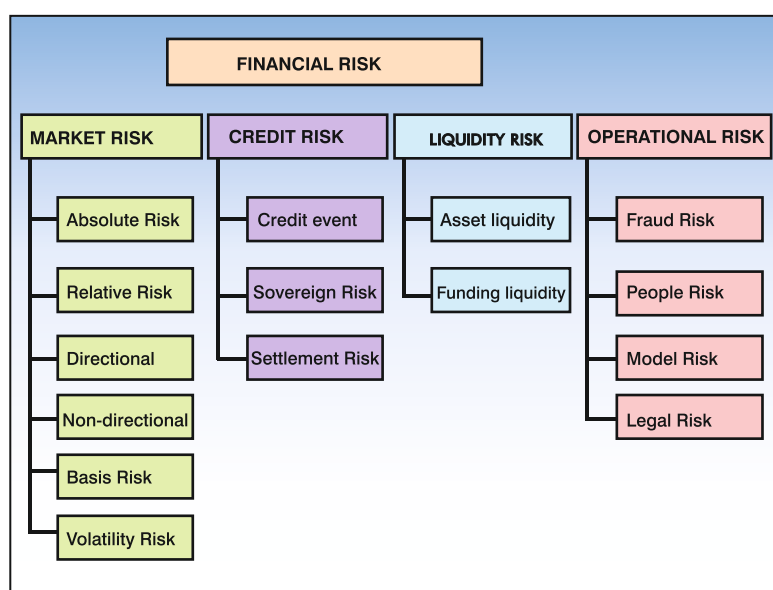 FINANCIAL RISK
MARKET RISK
Absolute Risk
Relative Risk
Directional
Non-directional
Basis Risk
Volatility Risk
CREDIT RISK
Credit event
Sovereign Risk
Settlement Risk
LIQUIDITY RISK
Asset liquidity
Funding liquidity
OPERATIONAL RISK
Fraud Risk
People Risk
Model Risk
Legal Risk